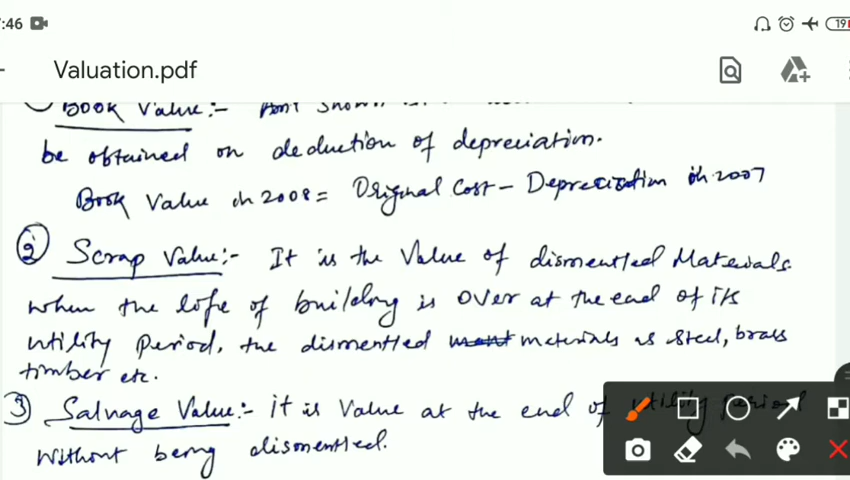 :46
19
Valuation.pdf
Book Value:-
be obtained on deduction of depreciation.
Book Value in 2008 = Original Cost - Depreciation in 2007
② Scrap Value:- It is the Value of dismentled Materials
when the life of building is over at the end of its
utility Period, the dismentled materials as steel, brass
timber etc.
③ Salvage Value:- it is Value at the end of utility period
Without being dismentled.